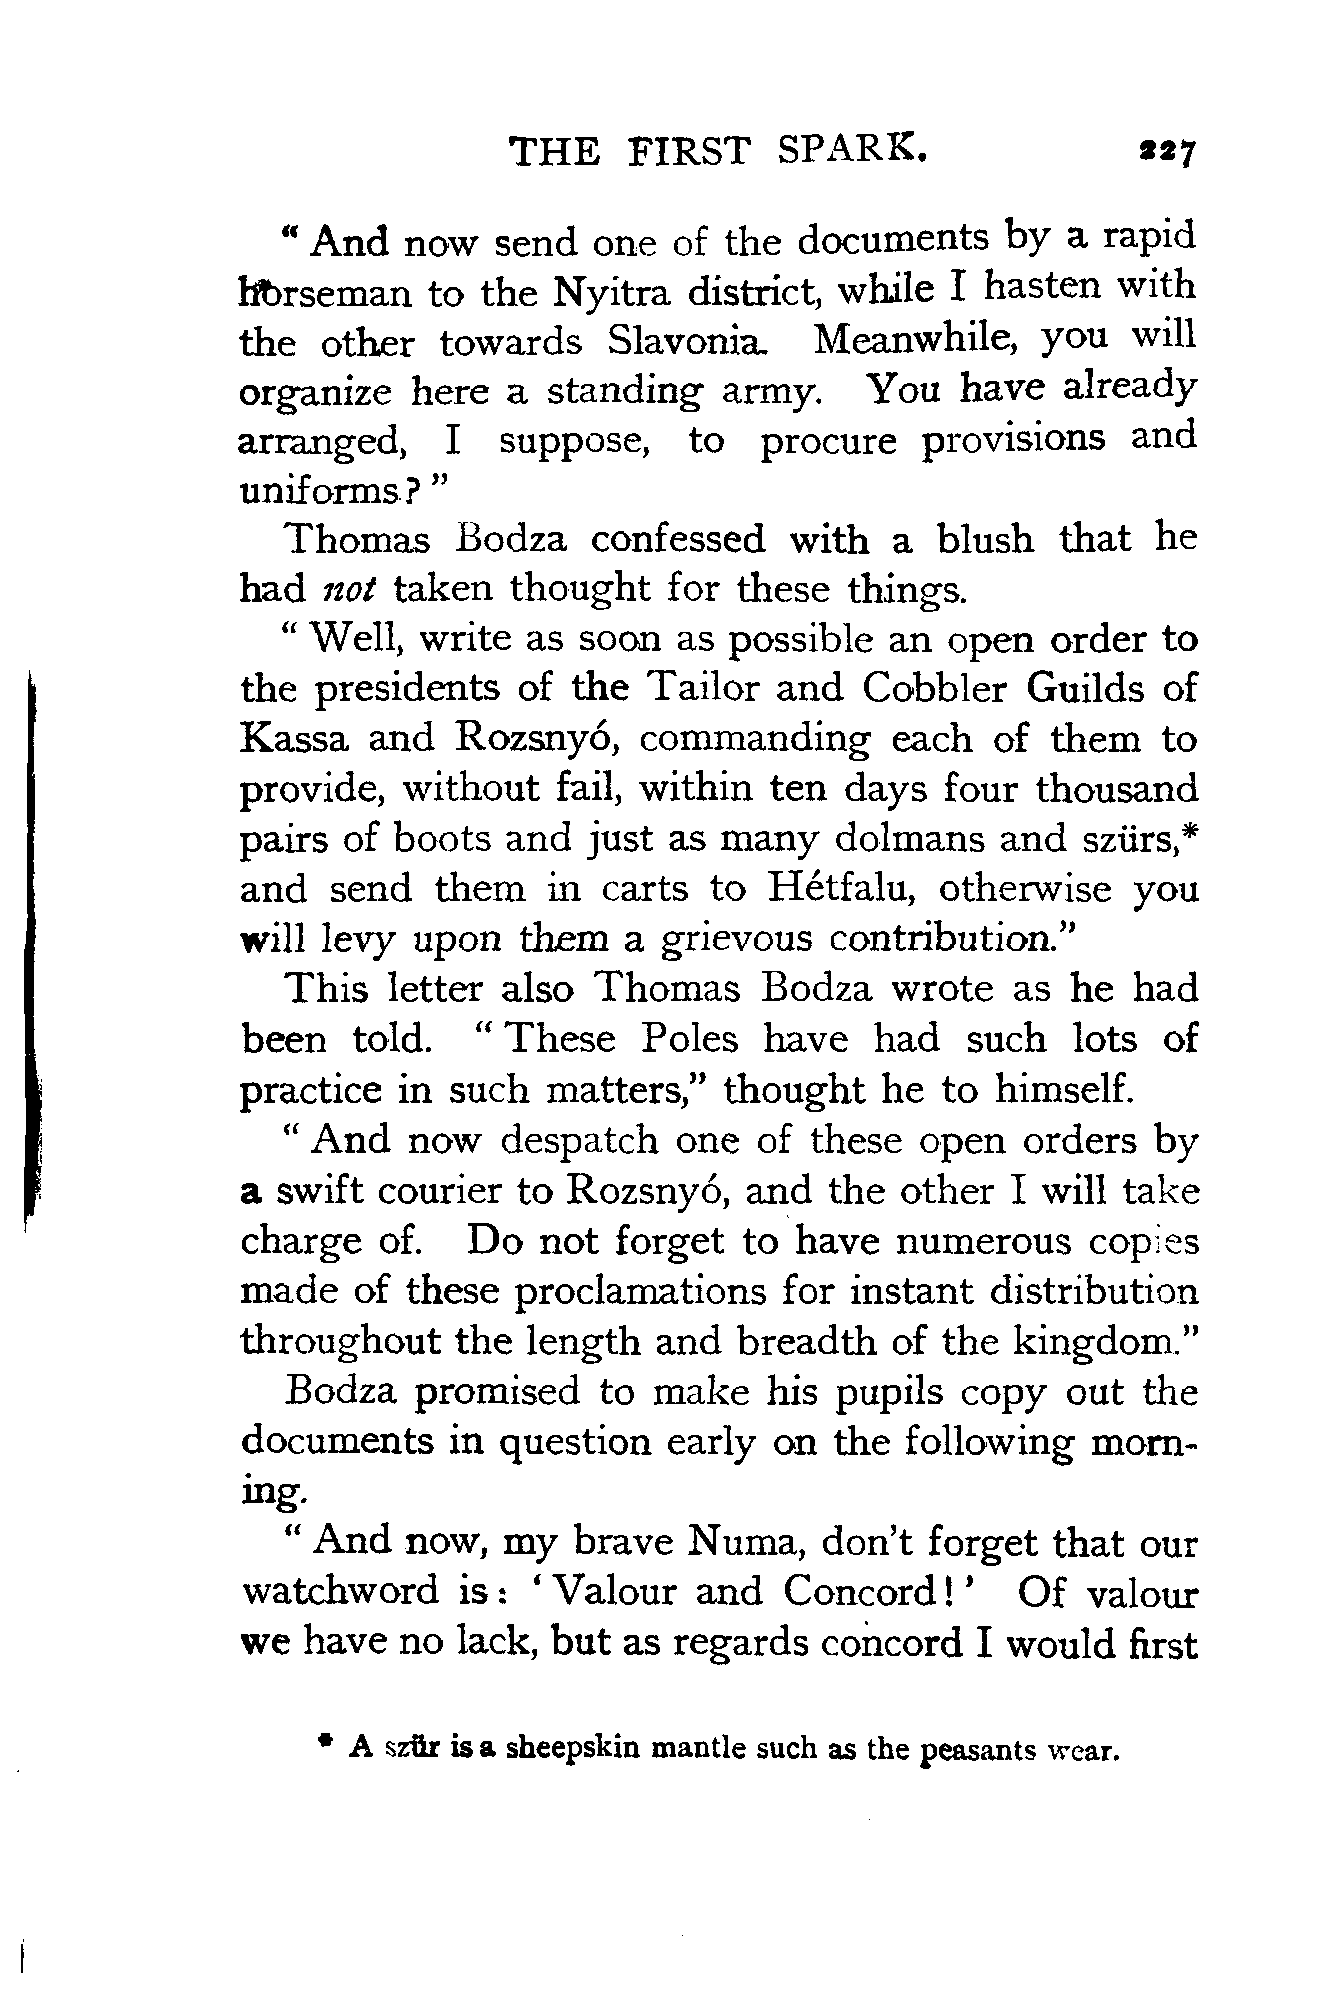 THE FIRST SPARK. 227
“ And now send one of the documents by a rapid
horseman to the Nyitra district, while I hasten with
the other towards Slavonia. Meanwhile, you will
organize here a standing army. You have already
arranged, I suppose, to procure provisions and
uniforms? ”
Thomas Bodza confessed with a blush that he
had not taken thought for these things.
“ Well, write as soon as possible an open order to
the presidents of the Tailor and Cobbler Guilds of
Kassa and Rozsnyó, commanding each of them to
provide, without fail, within ten days four thousand
pairs of boots and just as many dolmans and szürs,*
and send them in carts to Hétfalu, otherwise you
will levy upon them a grievous contribution.”
This letter also Thomas Bodza wrote as he had
been told. “ These Poles have had such lots of
practice in such matters,” thought he to himself.
“ And now despatch one of these open orders by
a swift courier to Rozsnyó, and the other I will take
charge of. Do not forget to have numerous copies
made of these proclamations for instant distribution
throughout the length and breadth of the kingdom.”
Bodza promised to make his pupils copy out the
documents in question early on the following morn-
ing.
“ And now, my brave Numa, don’t forget that our
watchword is : ‘ Valour and Concord ! ’ Of valour
we have no lack, but as regards concord I would first
* A szür is a sheepskin mantle such as the peasants wear.